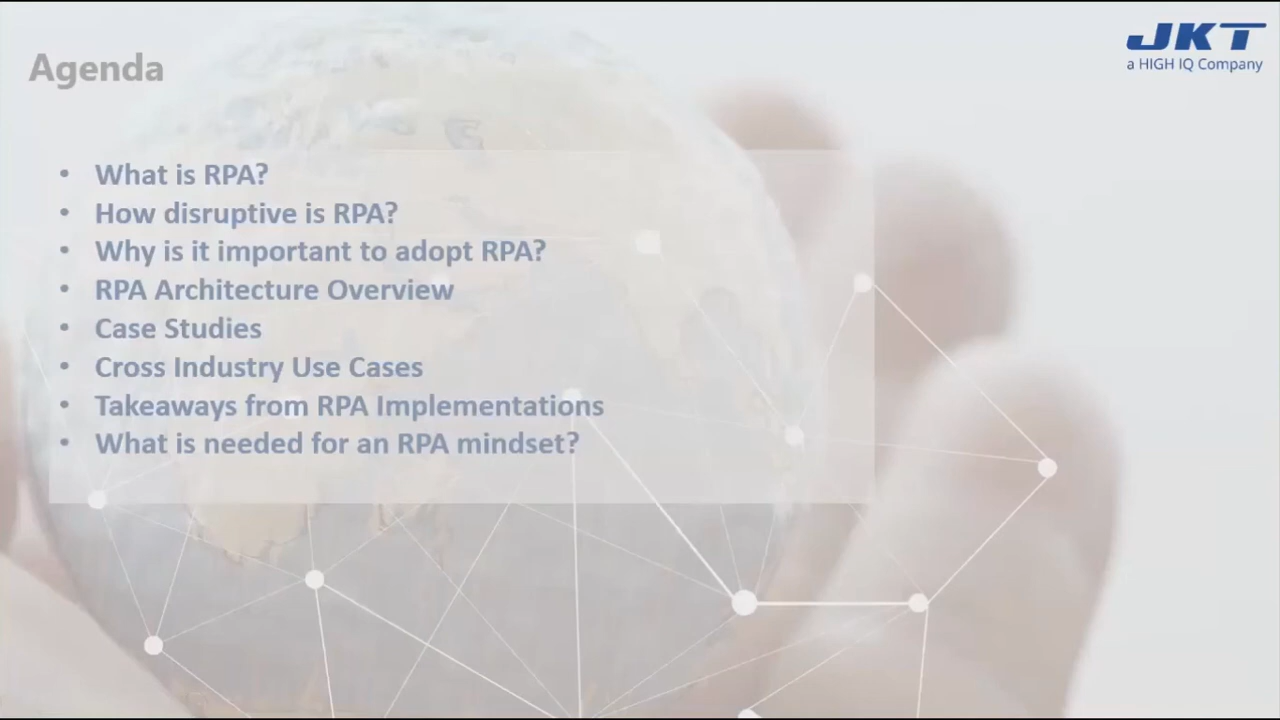 Agenda
JKT
a HIGH IQ Company
• What is RPA?
• How disruptive is RPA?
• Why is it important to adopt RPA?
• RPA Architecture Overview
• Case Studies
• Cross Industry Use Cases
• Takeaways from RPA Implementations
• What is needed for an RPA mindset?